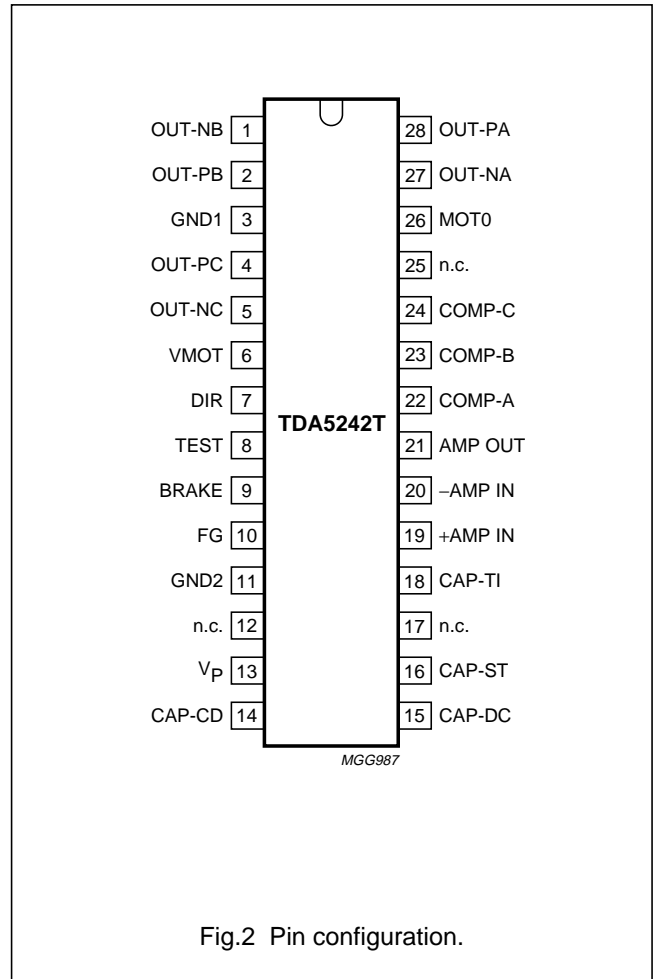 OUT-NB 1
OUT-PB 2
GND1 3
OUT-PC 4
OUT-NC 5
VMOT 6
DIR 7
TEST 8
BRAKE 9
FG 10
GND2 11
n.c. 12
VP 13
CAP-CD 14
TDA5242T
28 OUT-PA
27 OUT-NA
26 MOT0
25 n.c.
24 COMP-C
23 COMP-B
22 COMP-A
21 AMP OUT
20 −AMP IN
19 +AMP IN
18 CAP-TI
17 n.c.
16 CAP-ST
15 CAP-DC
MGG987
Fig.2 Pin configuration.